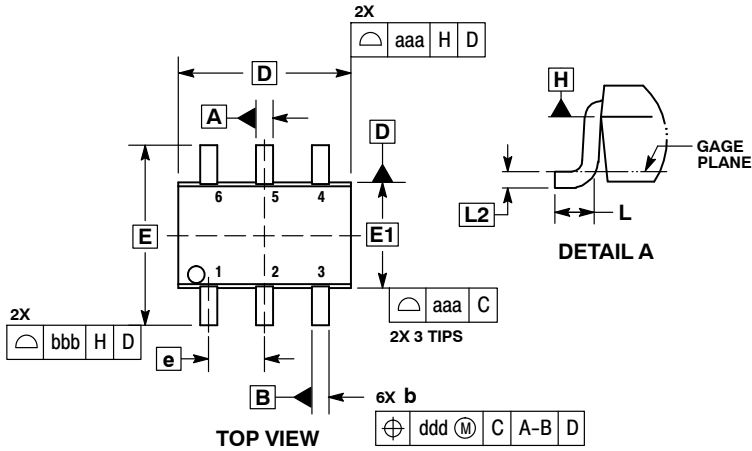 2X
⌓ aaa H D
D
A
D
H
GAGE
PLANE
6 5 4
E
E1
L2
L
DETAIL A
1 2 3
2X
⌓ bbb H D
⌓ aaa C
2X 3 TIPS
e
B
6X b
⌖ ddd Ⓜ C A-B D
TOP VIEW